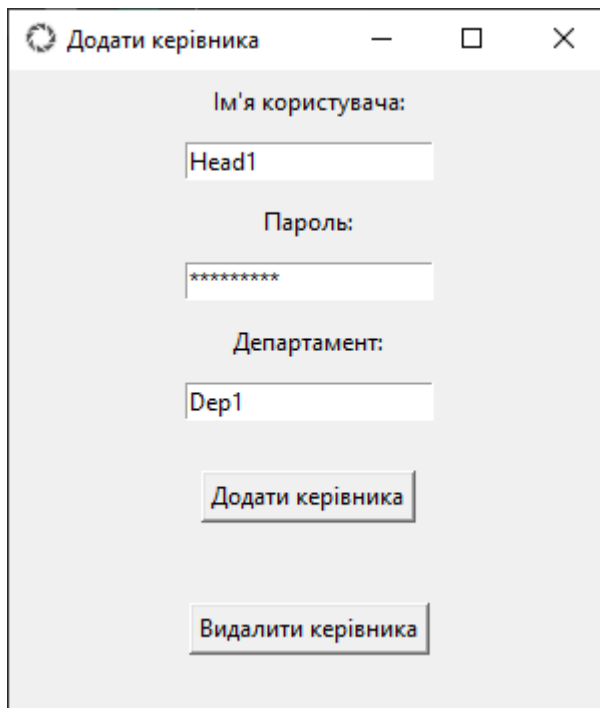 Додати керівника
Ім'я користувача:
Head1
Пароль:
*********
Департамент:
Dep1
Додати керівника
Видалити керівника